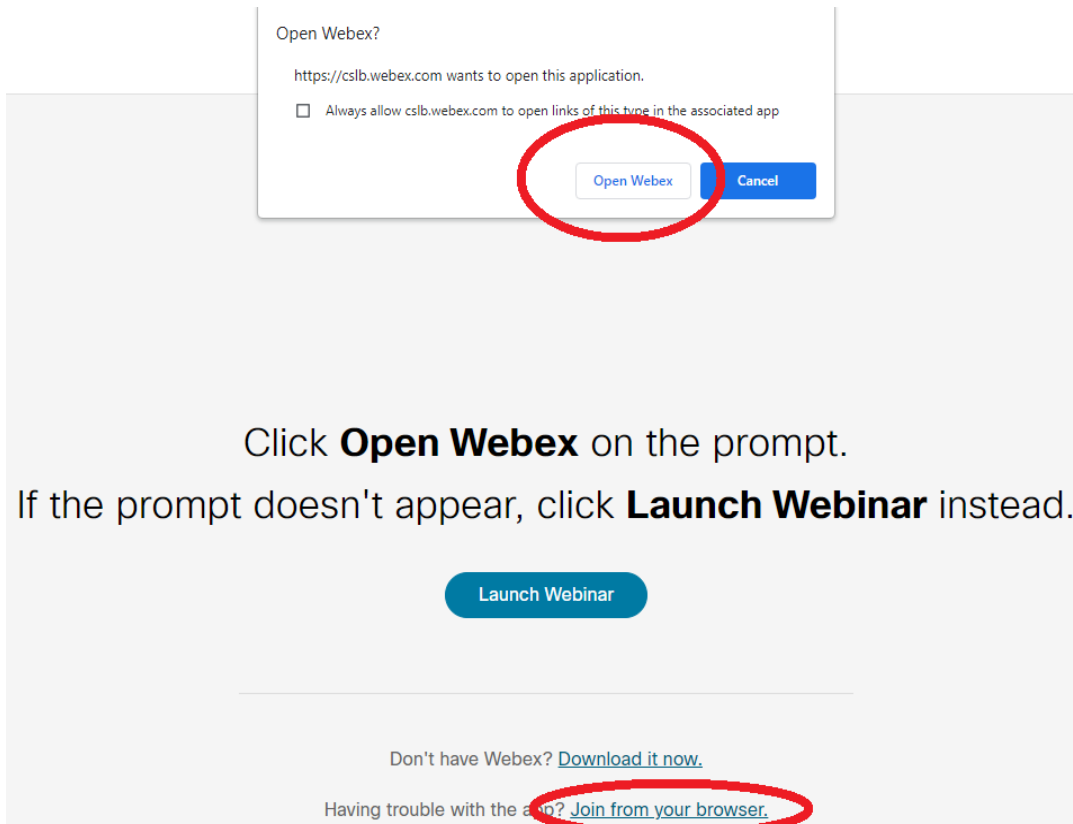 Open Webex?
https://cslb.webex.com wants to open this application.
Always allow cslb.webex.com to open links of this type in the associated app
Open Webex
Cancel
Click Open Webex on the prompt.
If the prompt doesn't appear, click Launch Webinar instead.
Launch Webinar
Don't have Webex? Download it now.
Having trouble with the app? Join from your browser.